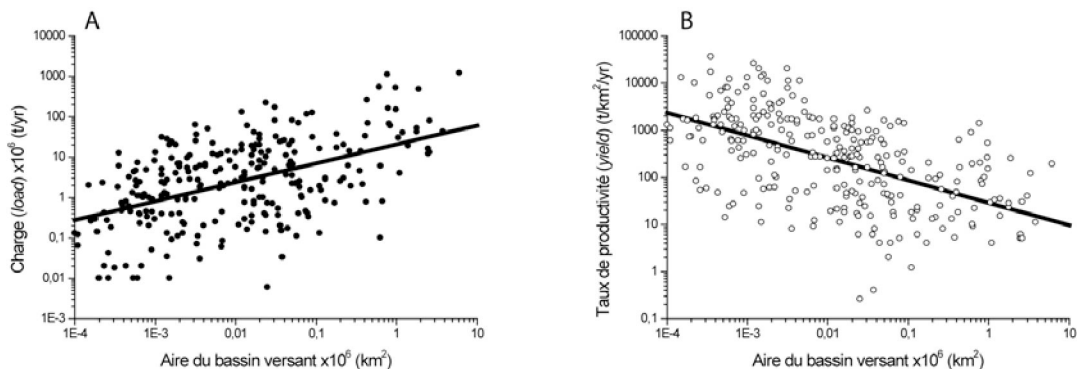 A
10000
1000
100
10
1
0,1
0,01
1E-3
1E-4
1E-3
0,01
0,1
1
10
Charge (load) x10⁶ (t/yr)
Aire du bassin versant x10⁶ (km²)
B
100000
10000
1000
100
10
1
0,1
1E-4
1E-3
0,01
0,1
1
10
Taux de productivité (yield) (t/km²/yr)
Aire du bassin versant x10⁶ (km²)